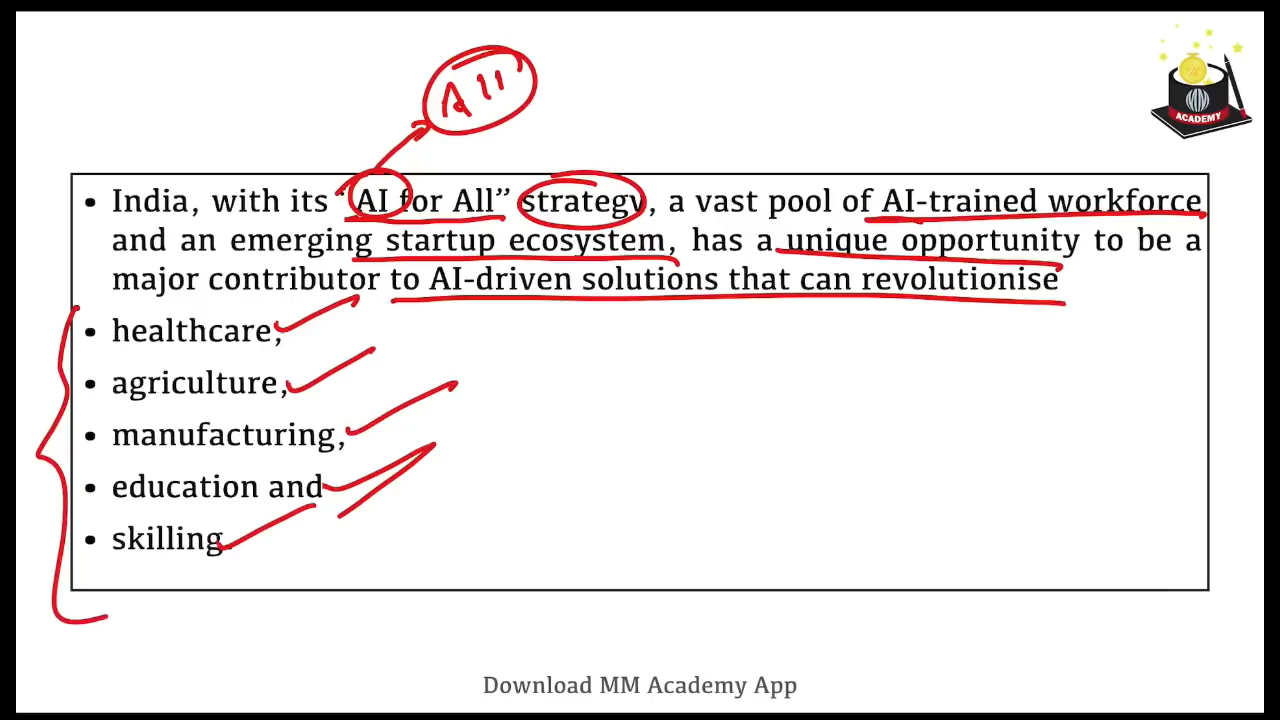 All
ACADEMY
• India, with its “AI for All” strategy, a vast pool of AI-trained workforce
and an emerging startup ecosystem, has a unique opportunity to be a
major contributor to AI-driven solutions that can revolutionise
• healthcare,
• agriculture,
• manufacturing,
• education and
• skilling.
Download MM Academy App